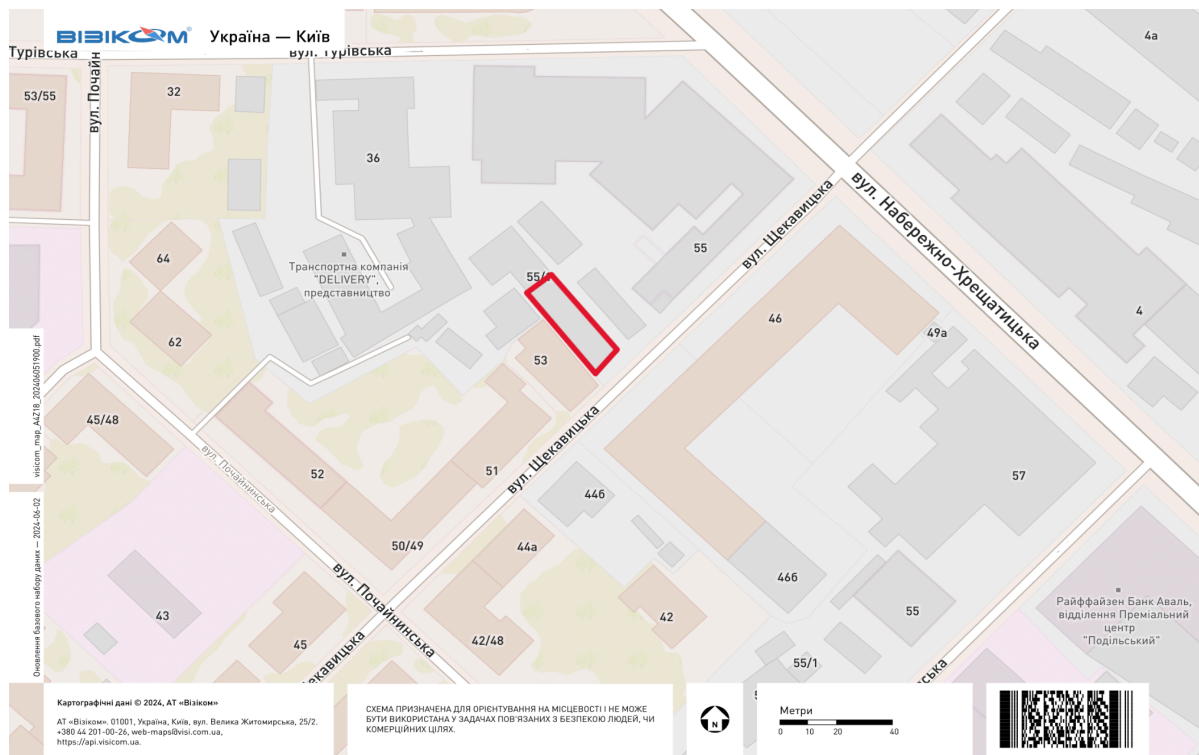 ВІЗІКОМ® Україна — Київ
Турівська
вул. Турівська
4а
53/55
вул. Почайн
32
36
вул. Набережно-Хрещатицька
вул. Щекавицька
55
64
Транспортна компанія
"DELIVERY",
представництво
62
53
46
49а
4
45/48
вул. Почайнинська
52
51
вул. Щекавицька
44б
57
50/49
44а
вул. Почайнинська
46б
43
45
42/48
42
55
Райффайзен Банк Аваль,
відділення Преміальний
центр
"Подільський"
55/1
visicom_map_A4Z18_202406051900.pdf
Оновлення базового набору даних — 2024-06-02
Картографічні дані © 2024, АТ «Візіком»
АТ «Візіком». 01001, Україна, Київ, вул. Велика Житомирська, 25/2.
+380 44 201-00-26, web-maps@visi.com.ua,
https://api.visicom.ua.
СХЕМА ПРИЗНАЧЕНА ДЛЯ ОРІЄНТУВАННЯ НА МІСЦЕВОСТІ І НЕ МОЖЕ
БУТИ ВИКОРИСТАНА У ЗАДАЧАХ ПОВ'ЯЗАНИХ З БЕЗПЕКОЮ ЛЮДЕЙ, ЧИ
КОМЕРЦІЙНИХ ЦІЛЯХ.
N
Метри
0 10 20 40